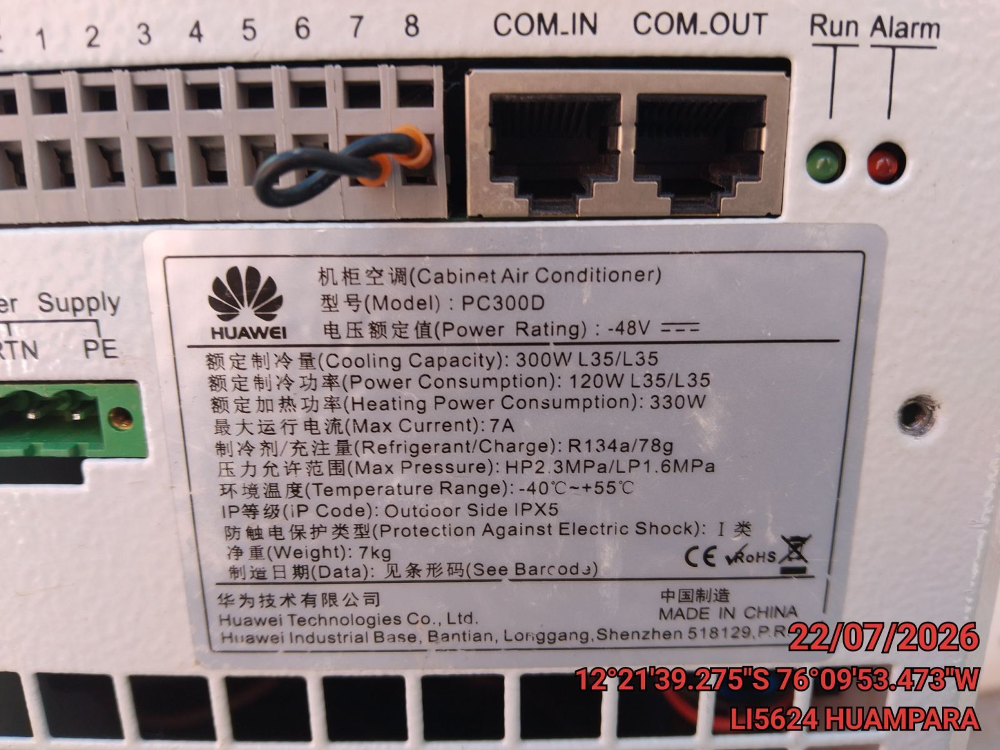 1 2 3 4 5 6 7 8 COM_IN COM_OUT Run Alarm
Supply
RTN PE
HUAWEI
机柜空调(Cabinet Air Conditioner)
型号(Model) : PC300D
电压额定值(Power Rating) : -48V
额定制冷量(Cooling Capacity): 300W L35/L35
额定制冷功率(Power Consumption): 120W L35/L35
额定加热功率(Heating Power Consumption): 330W
最大运行电流(Max Current): 7A
制冷剂/充注量(Refrigerant/Charge): R134a/78g
压力允许范围(Max Pressure): HP2.3MPa/LP1.6MPa
环境温度(Temperature Range): -40℃~+55℃
IP等级(iP Code): Outdoor Side IPX5
防触电保护类型(Protection Against Electric Shock): I 类
净重(Weight): 7kg
制造日期(Data): 见条形码(See Barcode)
CE RoHS
华为技术有限公司
Huawei Technologies Co., Ltd.
中国制造
MADE IN CHINA
Huawei Industrial Base, Bantian, Longgang, Shenzhen 518129, P.R
22/07/2026
12°21'39.275"S 76°09'53.473"W
LI5624 HUAMPARA